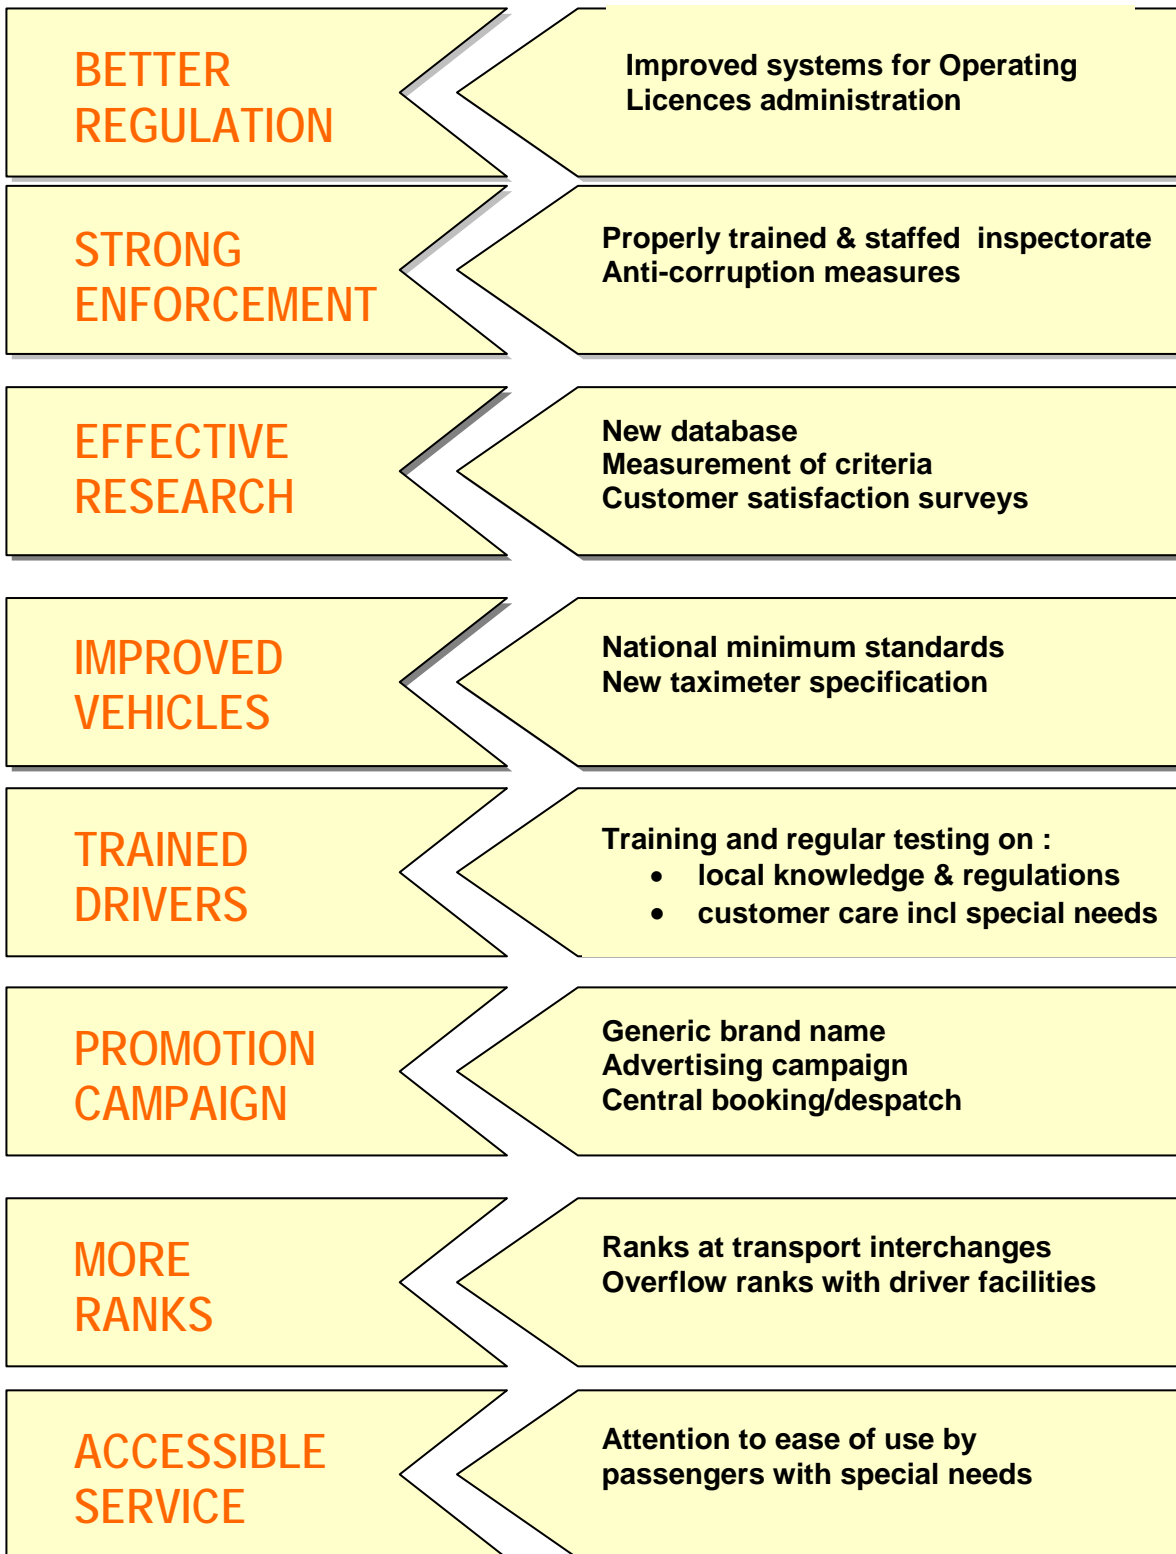 BETTER
REGULATION
Improved systems for Operating
Licences administration
STRONG
ENFORCEMENT
Properly trained & staffed  inspectorate
Anti-corruption measures
EFFECTIVE
RESEARCH
New database
Measurement of criteria
Customer satisfaction surveys
IMPROVED
VEHICLES
National minimum standards
New taximeter specification
TRAINED
DRIVERS
Training and regular testing on :
• local knowledge & regulations
• customer care incl special needs
PROMOTION
CAMPAIGN
Generic brand name
Advertising campaign
Central booking/despatch
MORE
RANKS
Ranks at transport interchanges
Overflow ranks with driver facilities
ACCESSIBLE
SERVICE
Attention to ease of use by
passengers with special needs